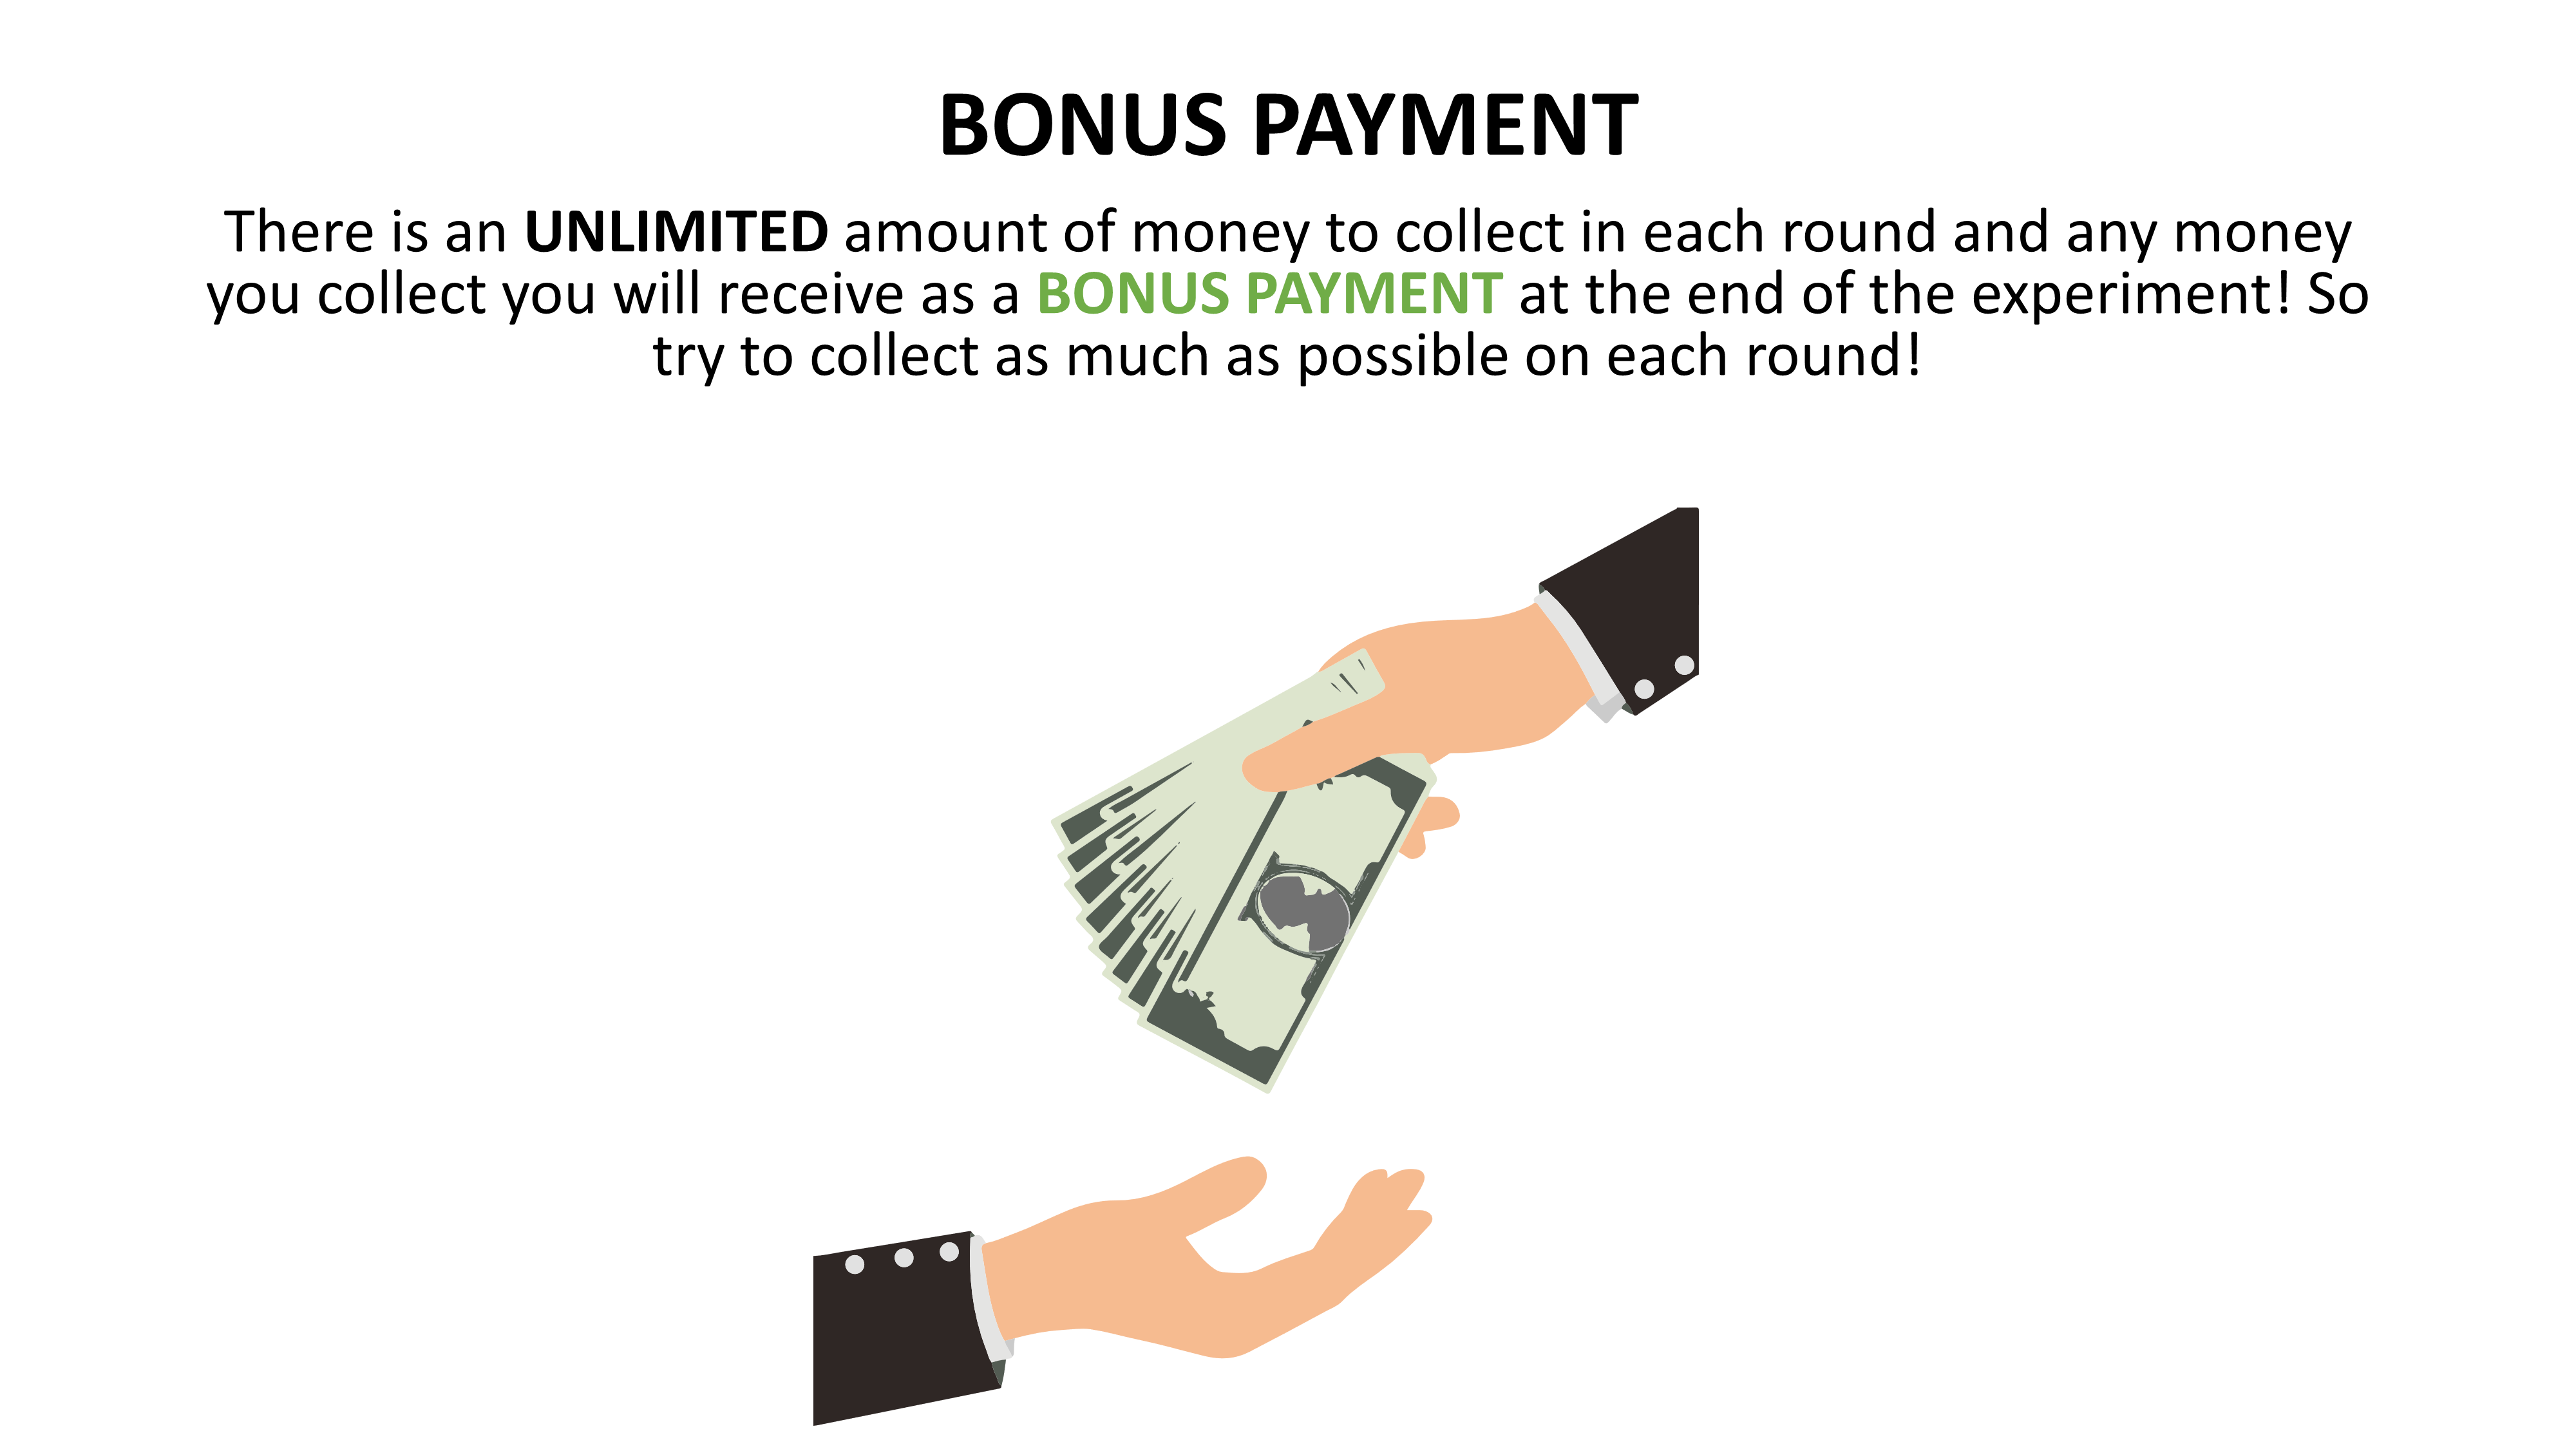 BONUS PAYMENT
There is an UNLIMITED amount of money to collect in each round and any money
you collect you will receive as a BONUS PAYMENT at the end of the experiment! So
try to collect as much as possible on each round!